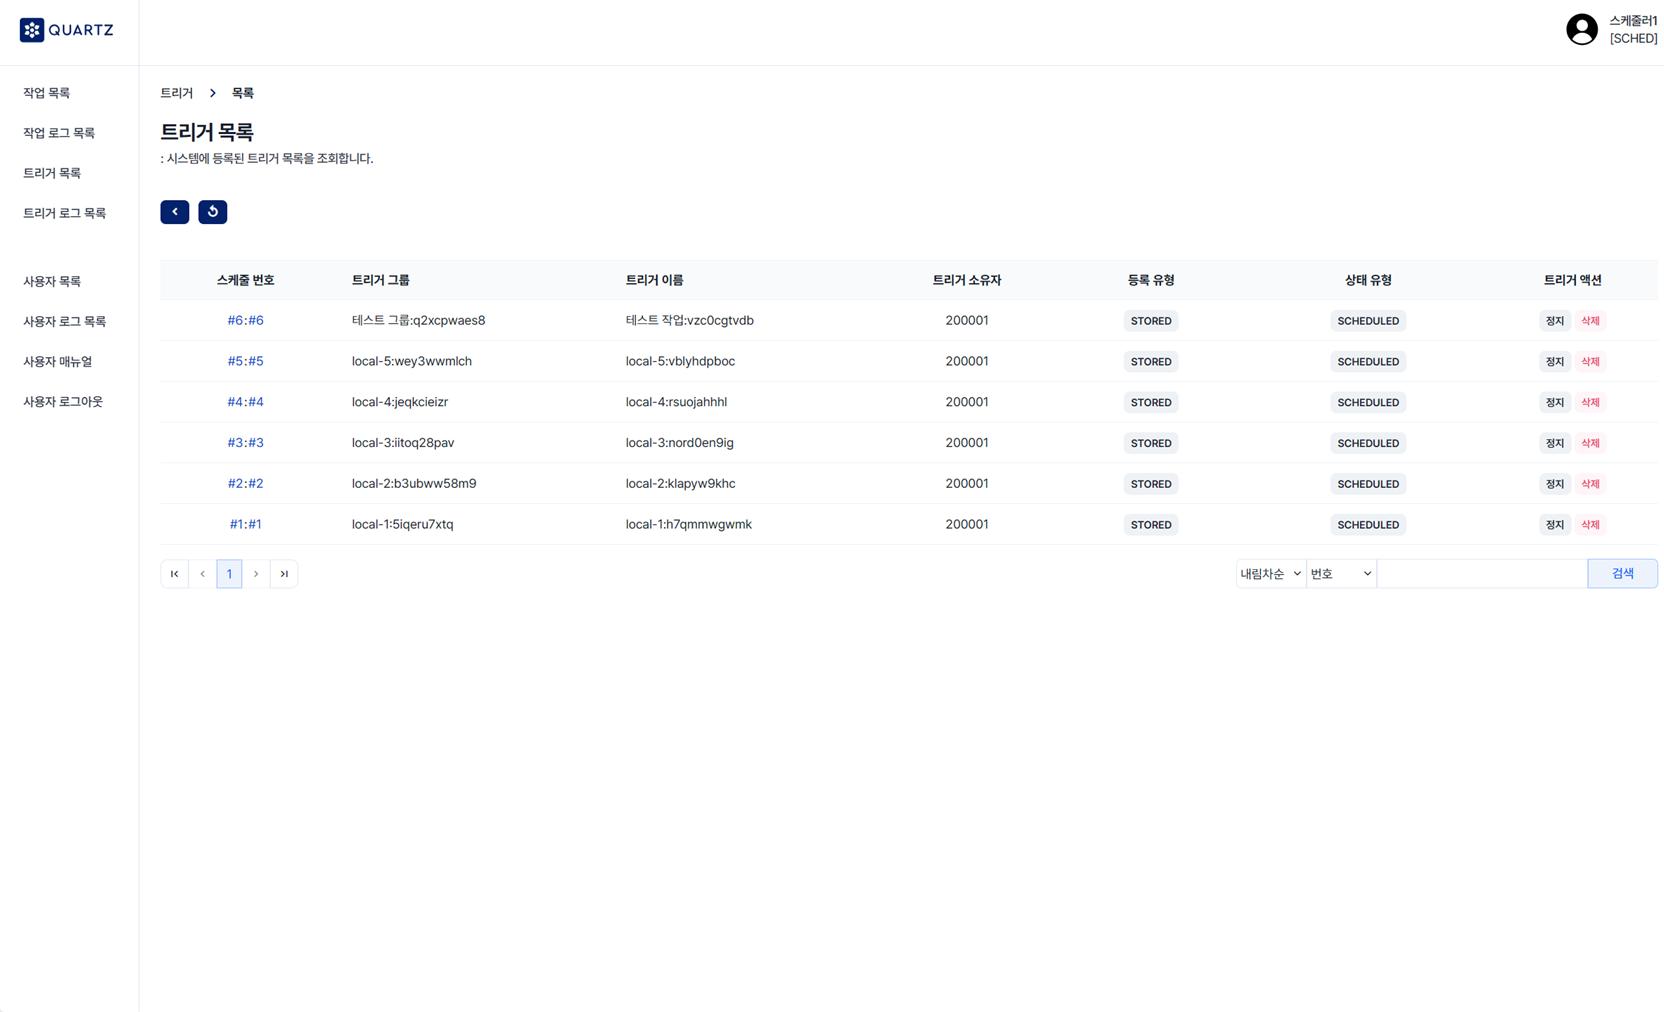 QUARTZ
스케줄러1
[SCHED]
작업 목록
작업 로그 목록
트리거 목록
트리거 로그 목록
사용자 목록
사용자 로그 목록
사용자 매뉴얼
사용자 로그아웃
트리거 > 목록
트리거 목록
: 시스템에 등록된 트리거 목록을 조회합니다.
스케줄 번호 트리거 그룹 트리거 이름 트리거 소유자 등록 유형 상태 유형 트리거 액션
#6:#6 테스트 그룹:q2xcpwaes8 테스트 작업:vzc0cgtvdb 200001 STORED SCHEDULED 정지 삭제
#5:#5 local-5:wey3wwmlch local-5:vblyhdpboc 200001 STORED SCHEDULED 정지 삭제
#4:#4 local-4:jeqkcieizr local-4:rsuojahhhl 200001 STORED SCHEDULED 정지 삭제
#3:#3 local-3:iitoq28pav local-3:nord0en9ig 200001 STORED SCHEDULED 정지 삭제
#2:#2 local-2:b3ubww58m9 local-2:klapyw9khc 200001 STORED SCHEDULED 정지 삭제
#1:#1 local-1:5iqeru7xtq local-1:h7qmmwgwmk 200001 STORED SCHEDULED 정지 삭제
1 내림차순 번호 검색